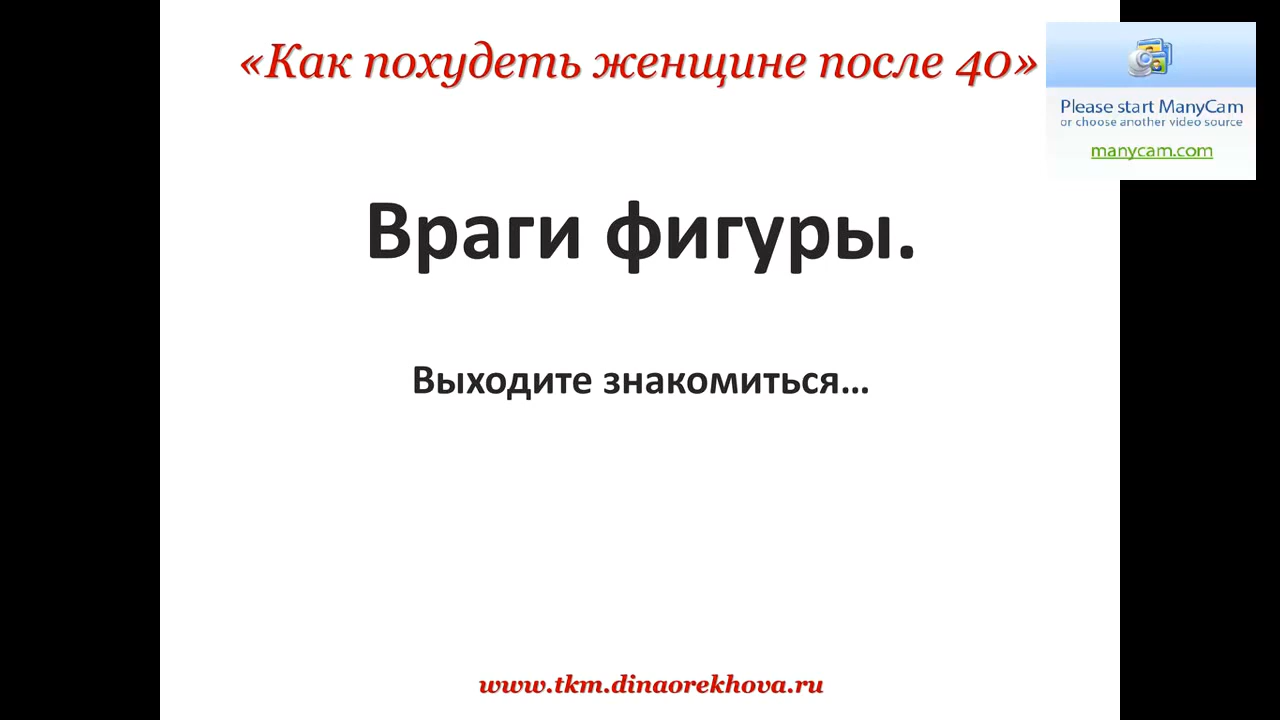 «Как похудеть женщине после 40»
Please start ManyCam
or choose another video source
manycam.com
Враги фигуры.
Выходите знакомиться...
www.tkm.dinaorekhova.ru